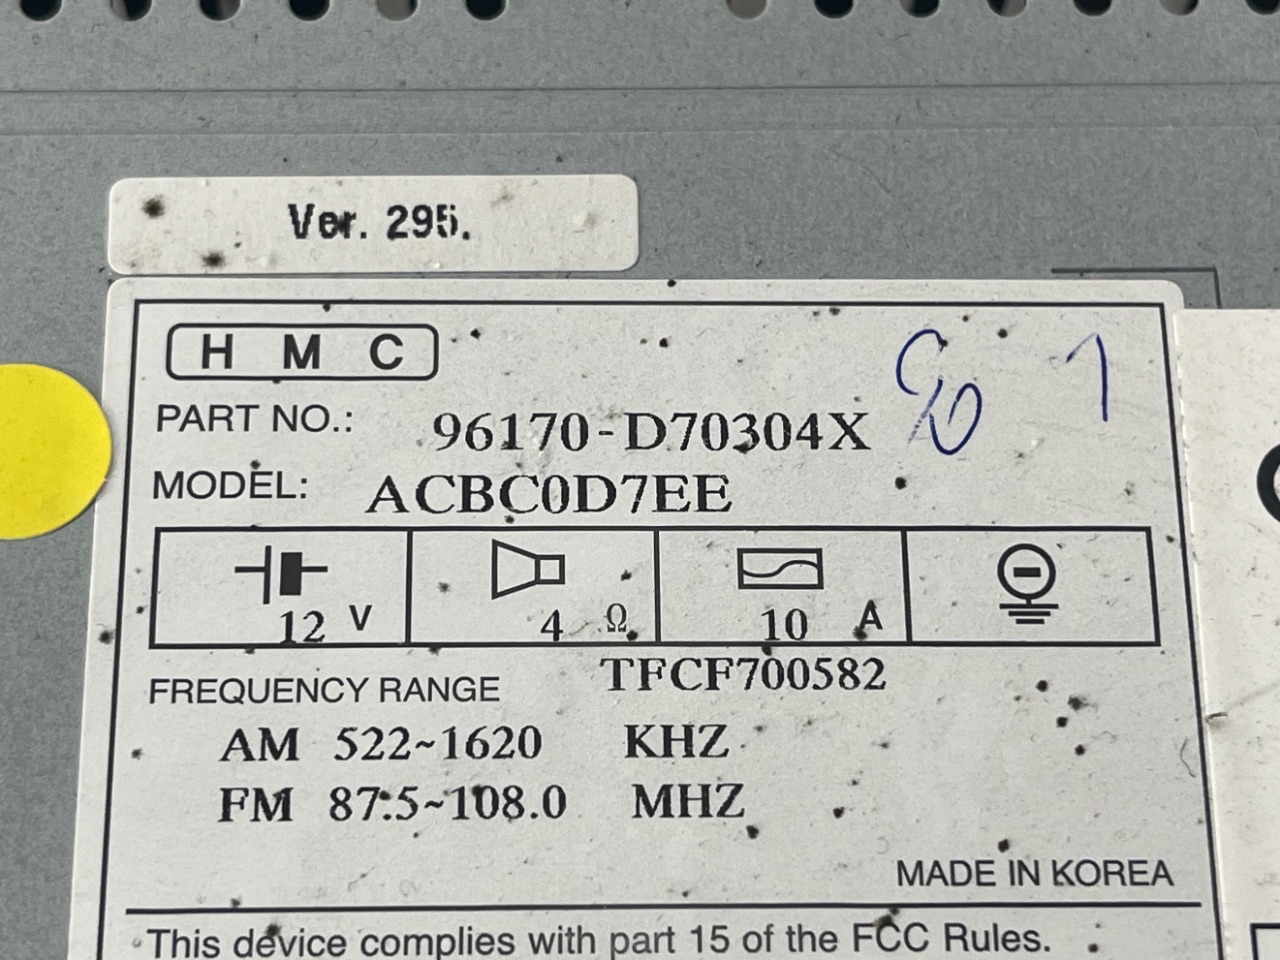 Ver. 295.
HMC
PART NO.: 96170-D70304X
MODEL: ACBC0D7EE
12 V 4 Ω 10 A
TFCF700582
FREQUENCY RANGE
AM 522~1620 KHZ
FM 87.5~108.0 MHZ
MADE IN KOREA
This device complies with part 15 of the FCC Rules.